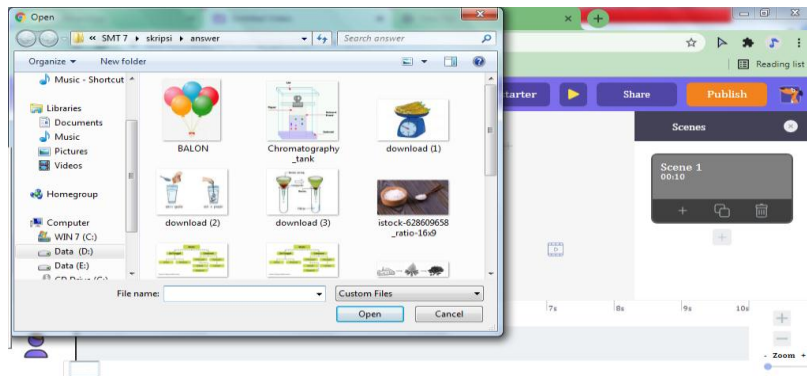 Open
« SMT 7 ▸ skripsi ▸ answer
Search answer
Organize ▾ New folder
Music - Shortcut
Libraries
Documents
Music
Pictures
Videos
Homegroup
Computer
WIN 7 (C:)
Data (D:)
Data (E:)
BALON
Chromatography
_tank
download (1)
download (2)
download (3)
istock-628609658
_ratio-16x9
File name:
Custom Files
Open
Cancel
Reading list
tarter
Share
Publish
Scenes
Scene 1
00:10
7s
8s
9s
10s
- Zoom +